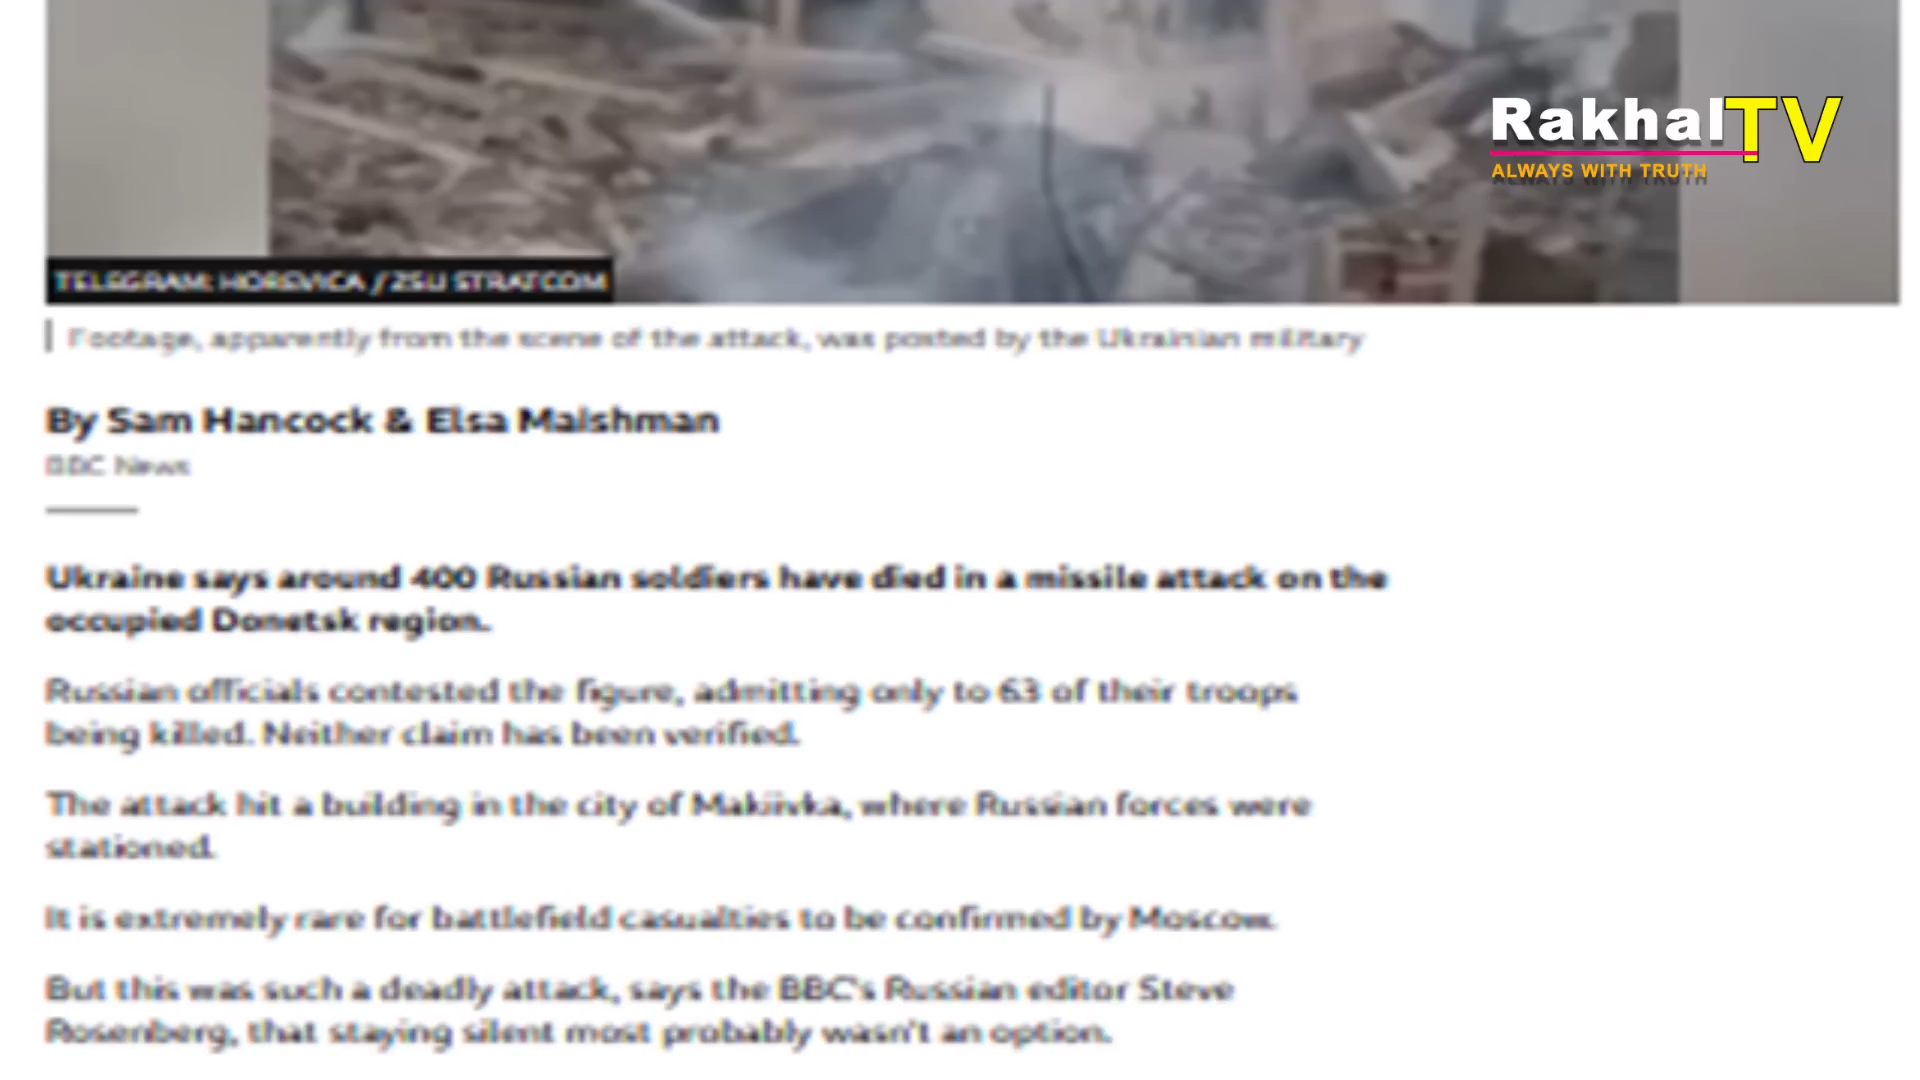 RakhalTV
ALWAYS WITH TRUTH
TELEGRAM: HOREVICA / ZSU STRATCOM
Footage, apparently from the scene of the attack, was posted by the Ukrainian military
By Sam Hancock & Elsa Maishman
BBC News
Ukraine says around 400 Russian soldiers have died in a missile attack on the
occupied Donetsk region.
Russian officials contested the figure, admitting only to 63 of their troops
being killed. Neither claim has been verified.
The attack hit a building in the city of Makiivka, where Russian forces were
stationed.
It is extremely rare for battlefield casualties to be confirmed by Moscow.
But this was such a deadly attack, says the BBC's Russian editor Steve
Rosenberg, that staying silent most probably wasn't an option.